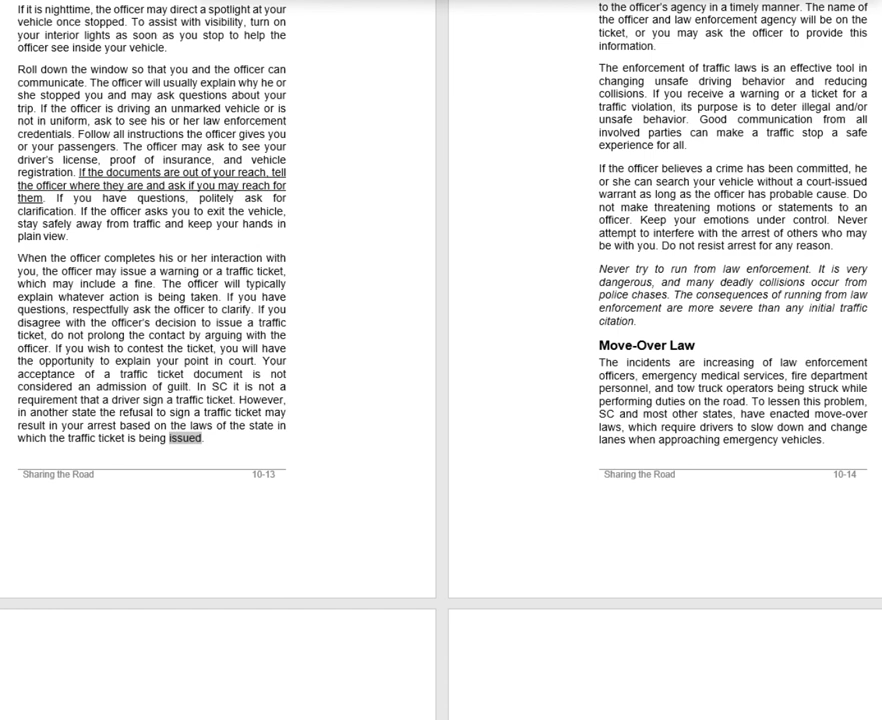 If it is nighttime, the officer may direct a spotlight at your
vehicle once stopped. To assist with visibility, turn on
your interior lights as soon as you stop to help the
officer see inside your vehicle.
Roll down the window so that you and the officer can
communicate. The officer will usually explain why he or
she stopped you and may ask questions about your
trip. If the officer is driving an unmarked vehicle or is
not in uniform, ask to see his or her law enforcement
credentials. Follow all instructions the officer gives you
or your passengers. The officer may ask to see your
driver's license, proof of insurance, and vehicle
registration. If the documents are out of your reach, tell
the officer where they are and ask if you may reach for
them. If you have questions, politely ask for
clarification. If the officer asks you to exit the vehicle,
stay safely away from traffic and keep your hands in
plain view.
When the officer completes his or her interaction with
you, the officer may issue a warning or a traffic ticket,
which may include a fine. The officer will typically
explain whatever action is being taken. If you have
questions, respectfully ask the officer to clarify. If you
disagree with the officer's decision to issue a traffic
ticket, do not prolong the contact by arguing with the
officer. If you wish to contest the ticket, you will have
the opportunity to explain your point in court. Your
acceptance of a traffic ticket document is not
considered an admission of guilt. In SC it is not a
requirement that a driver sign a traffic ticket. However,
in another state the refusal to sign a traffic ticket may
result in your arrest based on the laws of the state in
which the traffic ticket is being issued.
Sharing the Road 10-13
to the officer's agency in a timely manner. The name of
the officer and law enforcement agency will be on the
ticket, or you may ask the officer to provide this
information.
The enforcement of traffic laws is an effective tool in
changing unsafe driving behavior and reducing
collisions. If you receive a warning or a ticket for a
traffic violation, its purpose is to deter illegal and/or
unsafe behavior. Good communication from all
involved parties can make a traffic stop a safe
experience for all.
If the officer believes a crime has been committed, he
or she can search your vehicle without a court-issued
warrant as long as the officer has probable cause. Do
not make threatening motions or statements to an
officer. Keep your emotions under control. Never
attempt to interfere with the arrest of others who may
be with you. Do not resist arrest for any reason.
Never try to run from law enforcement. It is very
dangerous, and many deadly collisions occur from
police chases. The consequences of running from law
enforcement are more severe than any initial traffic
citation.
Move-Over Law
The incidents are increasing of law enforcement
officers, emergency medical services, fire department
personnel, and tow truck operators being struck while
performing duties on the road. To lessen this problem,
SC and most other states, have enacted move-over
laws, which require drivers to slow down and change
lanes when approaching emergency vehicles.
Sharing the Road 10-14